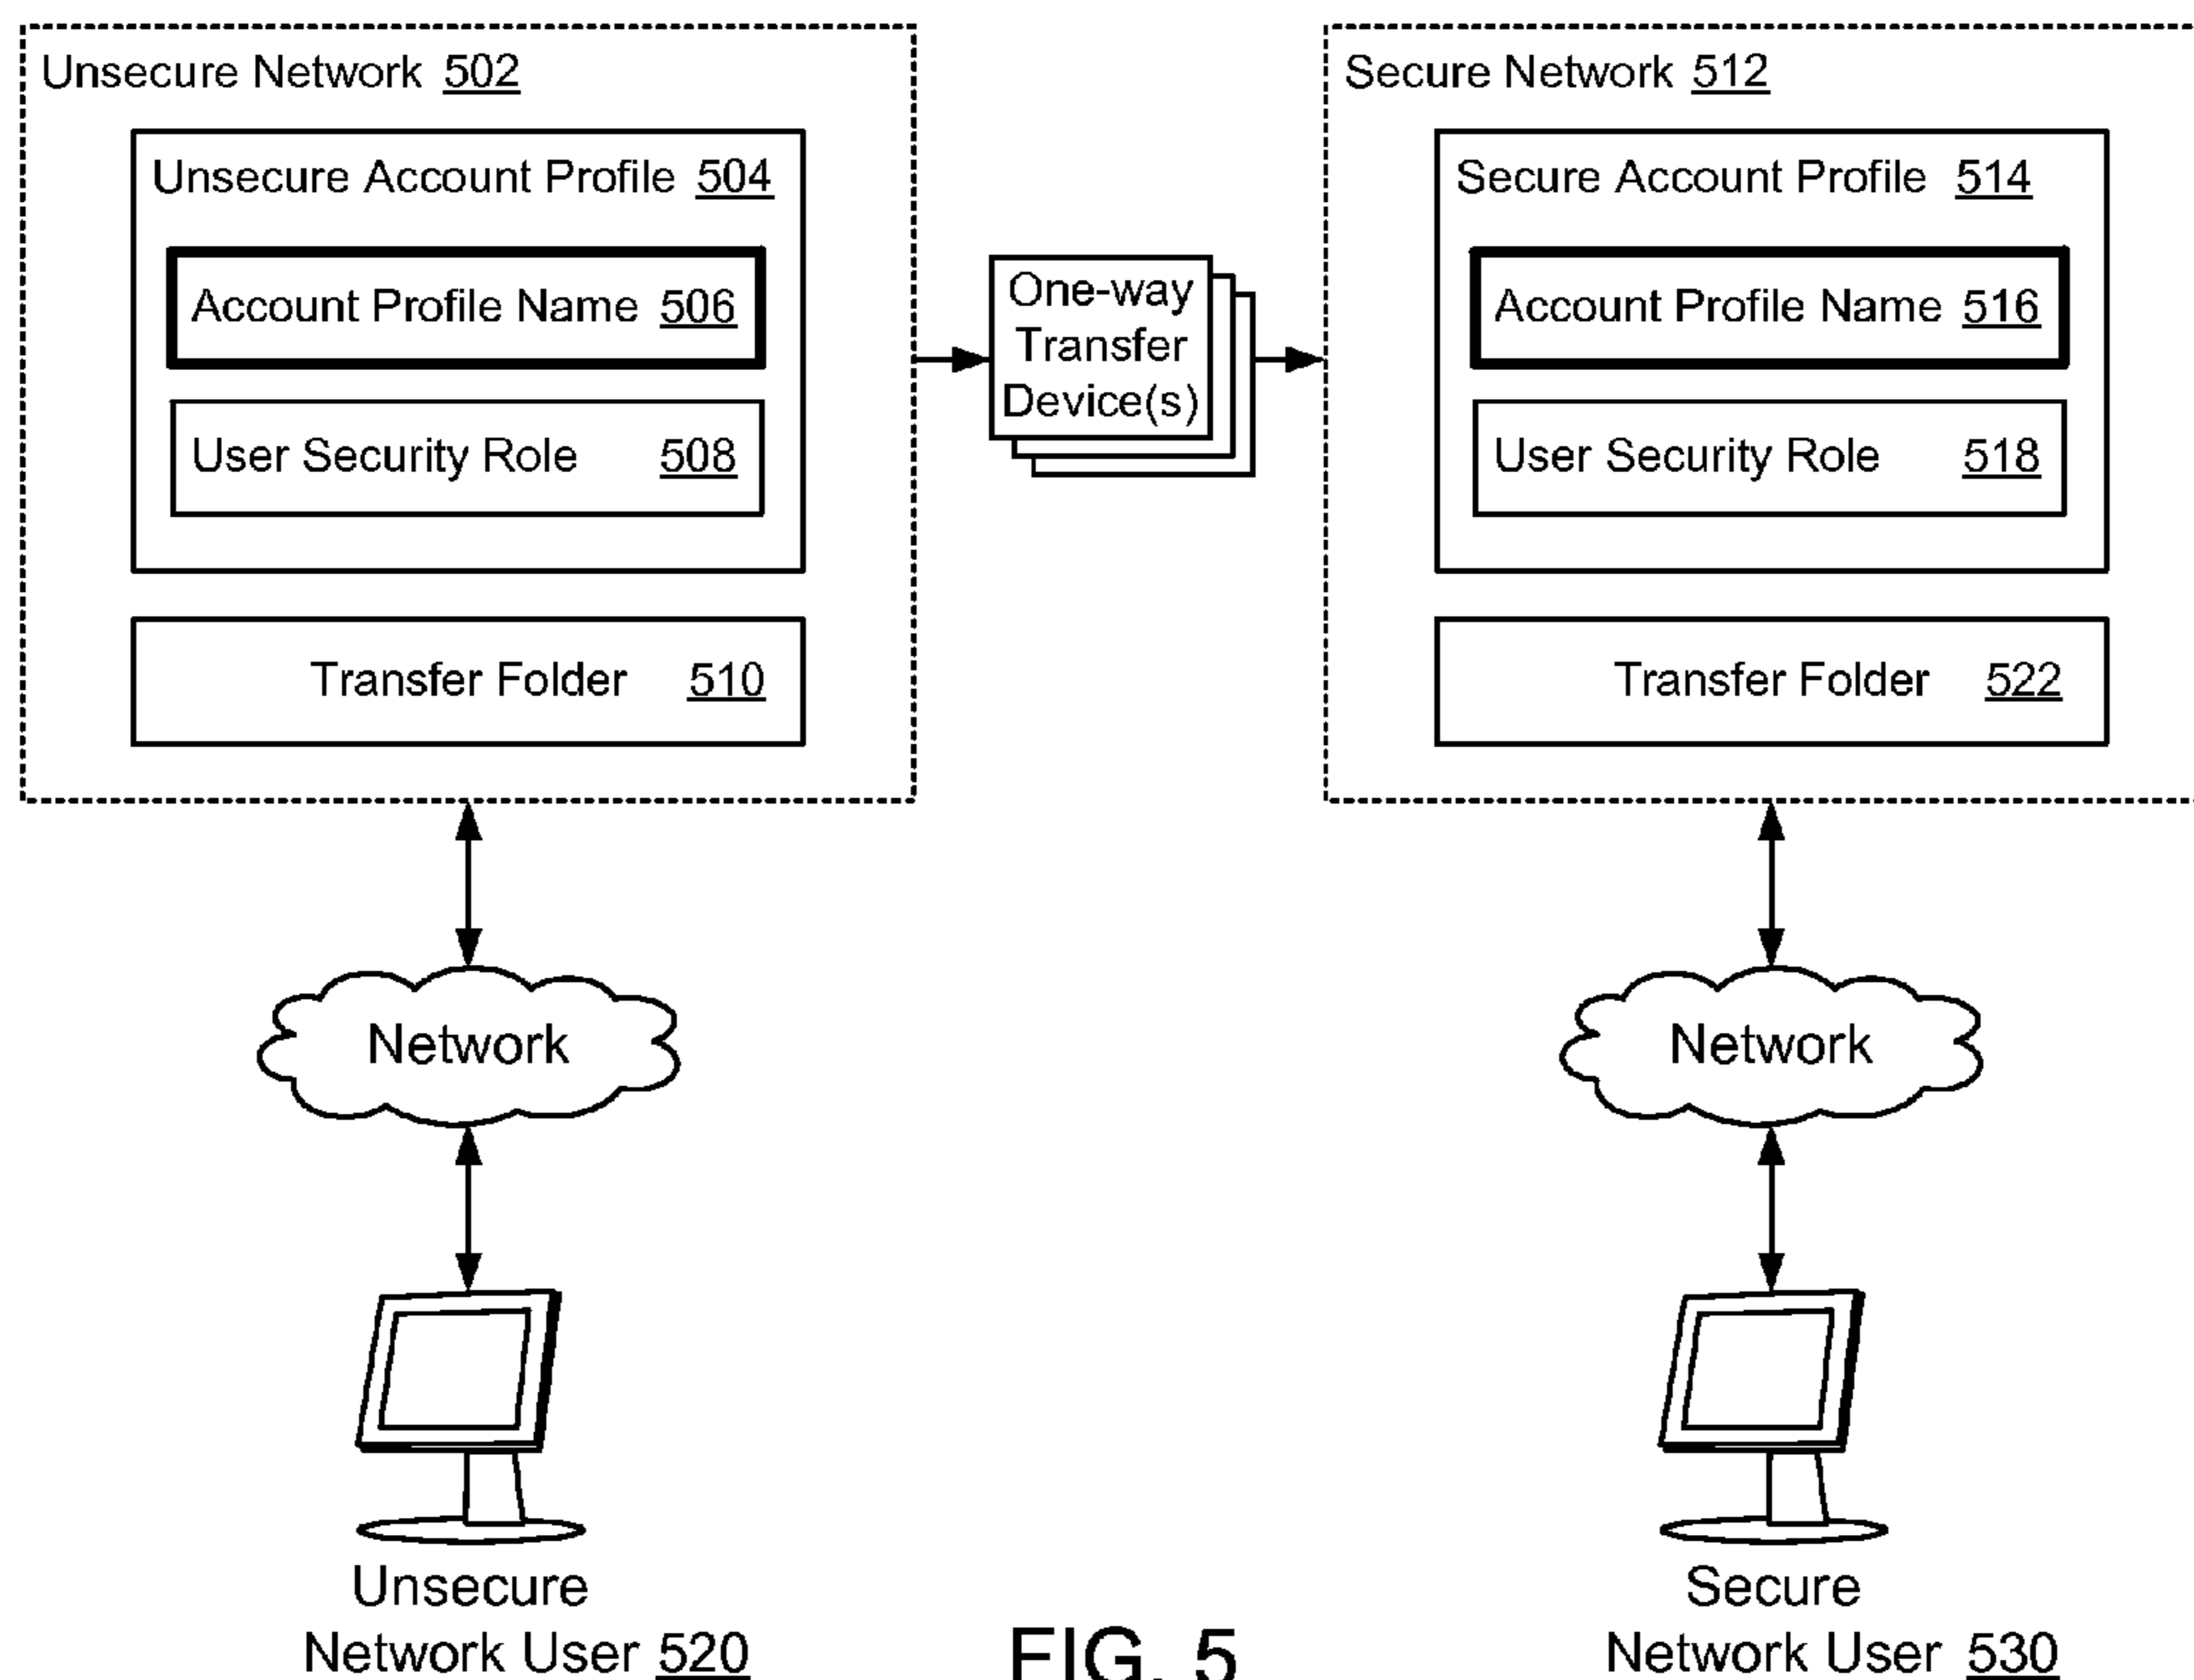 Unsecure Network 502
Unsecure Account Profile 504
Account Profile Name 506
User Security Role 508
Transfer Folder 510
One-way
Transfer
Device(s)
Secure Network 512
Secure Account Profile 514
Account Profile Name 516
User Security Role 518
Transfer Folder 522
Network
Network
Unsecure
Network User 520
Secure
Network User 530
FIG. 5